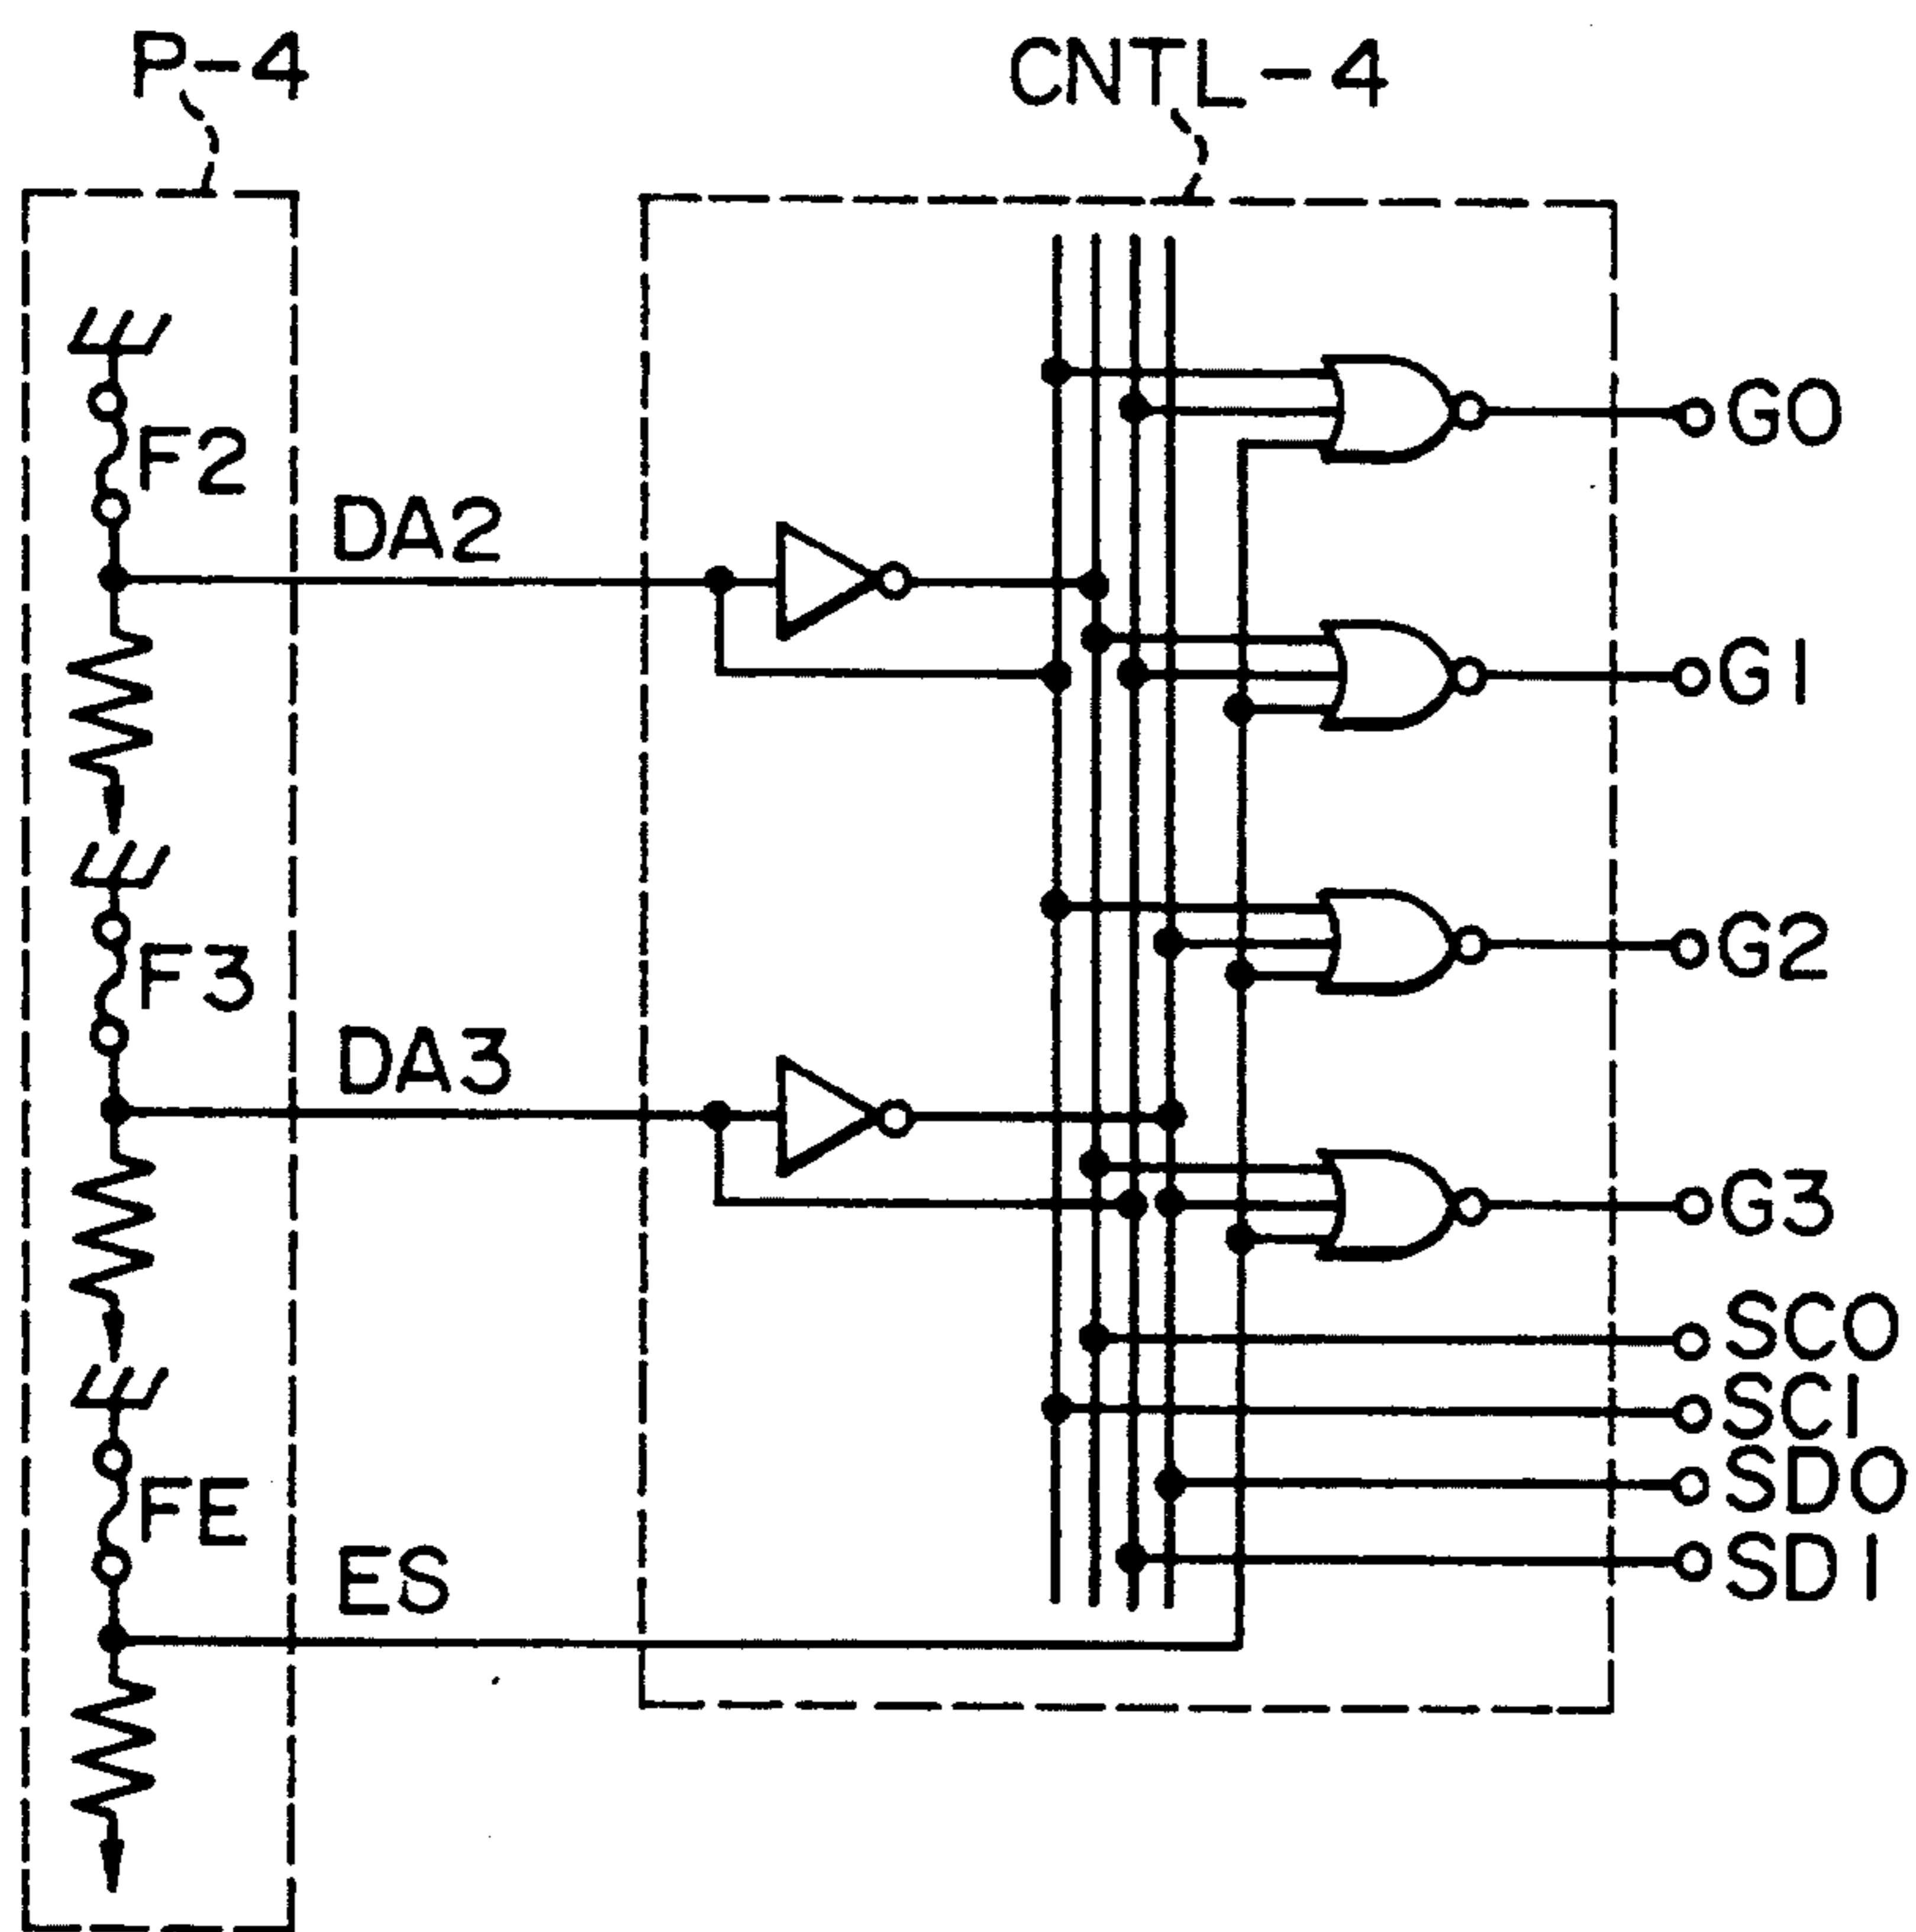 P-4
CNTL-4
G0
F2
DA2
G1
G2
F3
DA3
G3
SC0
SC1
SD0
FE
ES
SD1